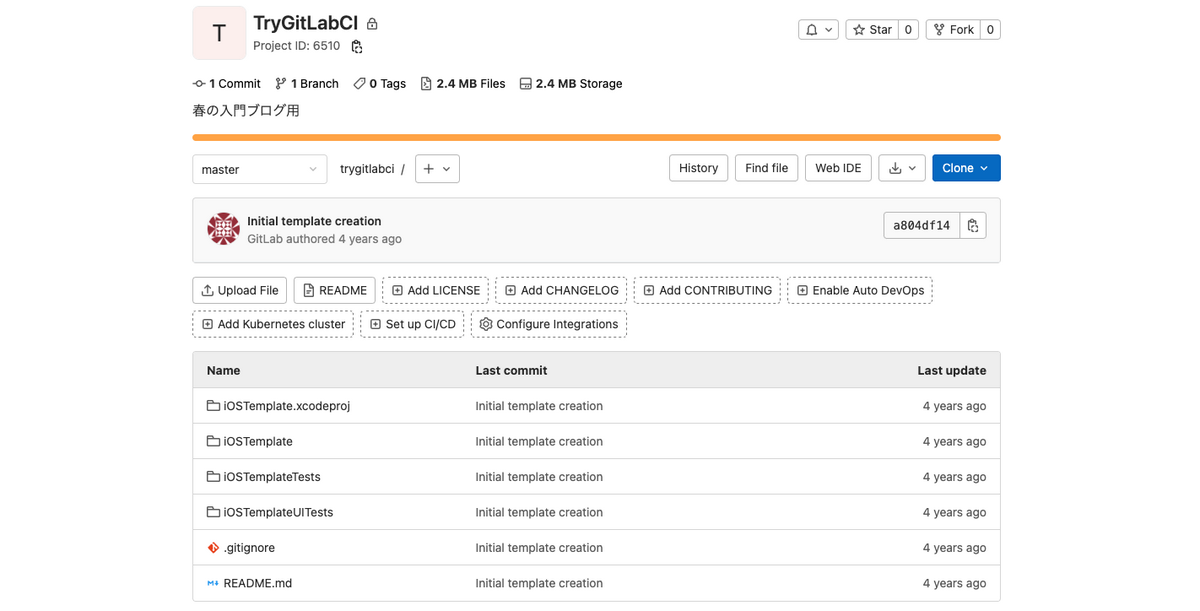 T
TryGitLabCI
Project ID: 6510
Star 0
Fork 0
1 Commit 1 Branch 0 Tags 2.4 MB Files 2.4 MB Storage
春の入門ブログ用
master trygitlabci / History Find file Web IDE Clone
Initial template creation
GitLab authored 4 years ago
a804df14
Upload File README Add LICENSE Add CHANGELOG Add CONTRIBUTING Enable Auto DevOps
Add Kubernetes cluster Set up CI/CD Configure Integrations
Name Last commit Last update
iOSTemplate.xcodeproj Initial template creation 4 years ago
iOSTemplate Initial template creation 4 years ago
iOSTemplateTests Initial template creation 4 years ago
iOSTemplateUITests Initial template creation 4 years ago
.gitignore Initial template creation 4 years ago
README.md Initial template creation 4 years ago